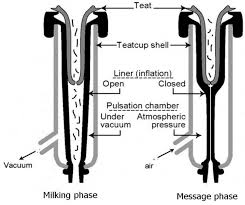 Teat
Teatcup shell
Liner (inflation)
Open Closed
Pulsation chamber
Under vacuum Atmospheric pressure
Vacuum air
Milking phase Message phase